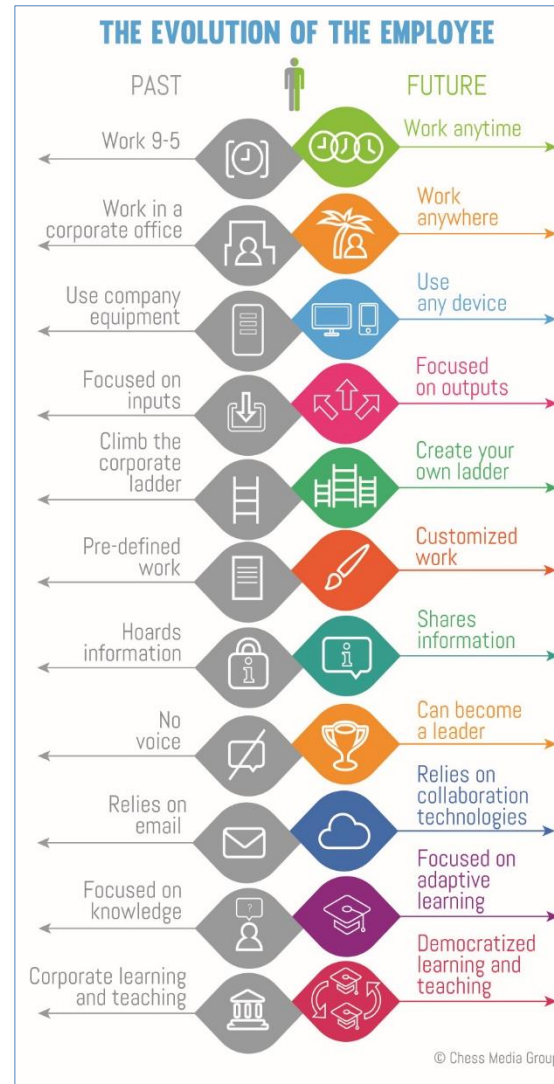 THE EVOLUTION OF THE EMPLOYEE
PAST
FUTURE
Work 9-5
Work anytime
Work in a
corporate office
Work
anywhere
Use company
equipment
Use
any device
Focused on
inputs
Focused
on outputs
Climb the
corporate
ladder
Create your
own ladder
Pre-defined
work
Customized
work
Hoards
information
Shares
information
No
voice
Can become
a leader
Relies on
email
Relies on
collaboration
technologies
Focused on
knowledge
Focused on
adaptive
learning
Corporate learning
and teaching
Democratized
learning and
teaching
© Chess Media Group